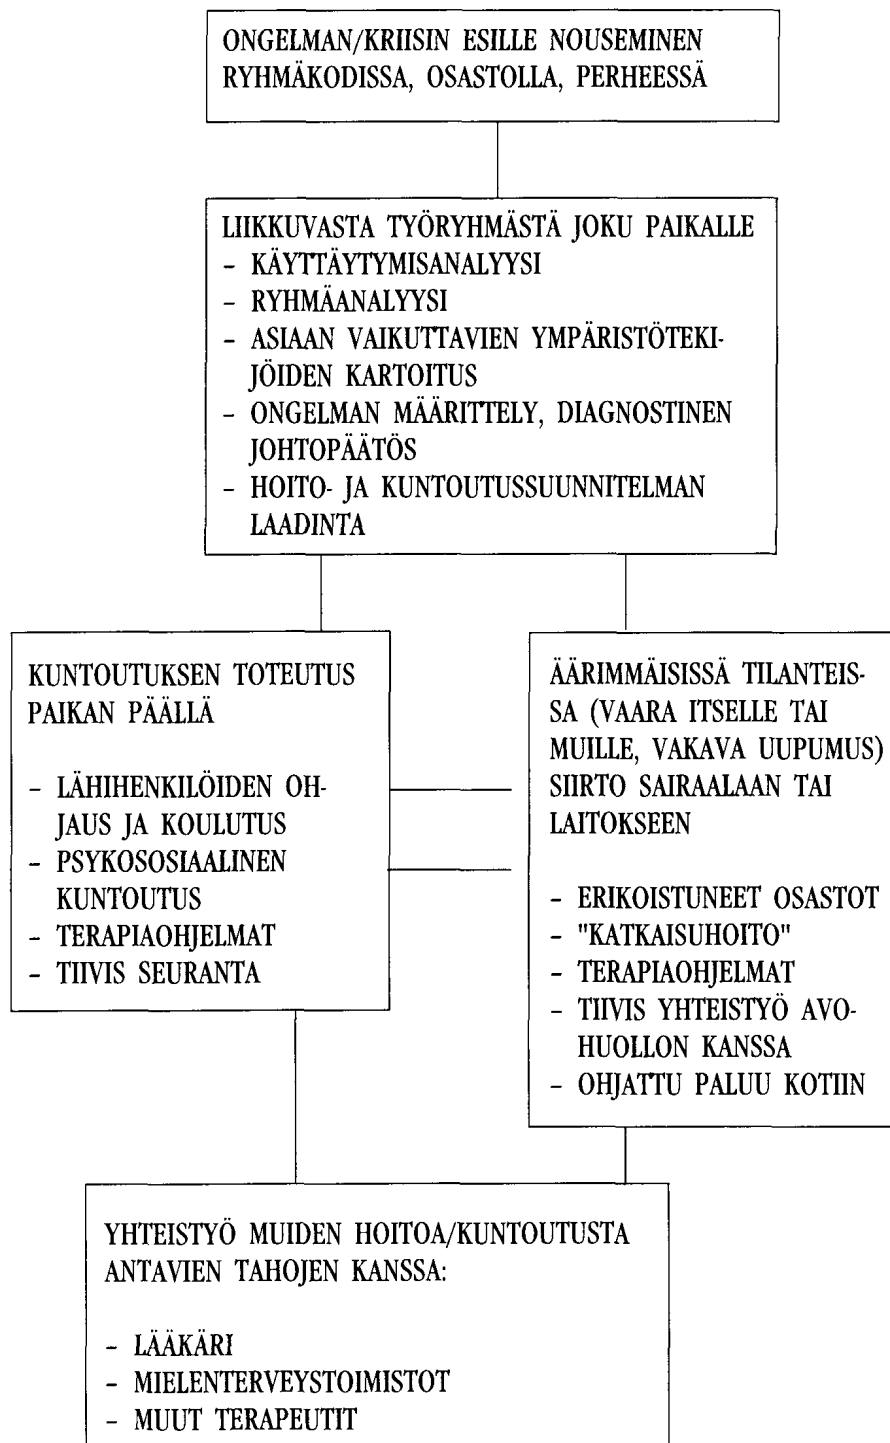 ONGELMAN/KRIISIN ESILLE NOUSEMINEN
RYHMÄKODISSA, OSASTOLLA, PERHEESSÄ
LIIKKUVASTA TYÖRYHMÄSTÄ JOKU PAIKALLE
- KÄYTTÄYTYMISANALYYSI
- RYHMÄANALYYSI
- ASIAAN VAIKUTTAVIEN YMPÄRISTÖTEKI-
JÖIDEN KARTOITUS
- ONGELMAN MÄÄRITTELY, DIAGNOSTINEN
JOHTOPÄÄTÖS
- HOITO- JA KUNTOUTUSSUUNNITELMAN
LAADINTA
KUNTOUTUKSEN TOTEUTUS
PAIKAN PÄÄLLÄ
- LÄHIHENKILÖIDEN OH-
JAUS JA KOULUTUS
- PSYKOSOSIAALINEN
KUNTOUTUS
- TERAPIAOHJELMAT
- TIIVIS SEURANTA
ÄÄRIMMÄISISSÄ TILANTEIS-
SA (VAARA ITSELLE TAI
MUILLE, VAKAVA UUPUMUS)
SIIRTO SAIRAALAAN TAI
LAITOKSEEN
- ERIKOISTUNEET OSASTOT
- "KATKAISUHOITO"
- TERAPIAOHJELMAT
- TIIVIS YHTEISTYÖ AVO-
HUOLLON KANSSA
- OHJATTU PALUU KOTIIN
YHTEISTYÖ MUIDEN HOITOA/KUNTOUTUSTA
ANTAVIEN TAHOJEN KANSSA:
- LÄÄKÄRI
- MIELENTERVEYSTOIMISTOT
- MUUT TERAPEUTIT